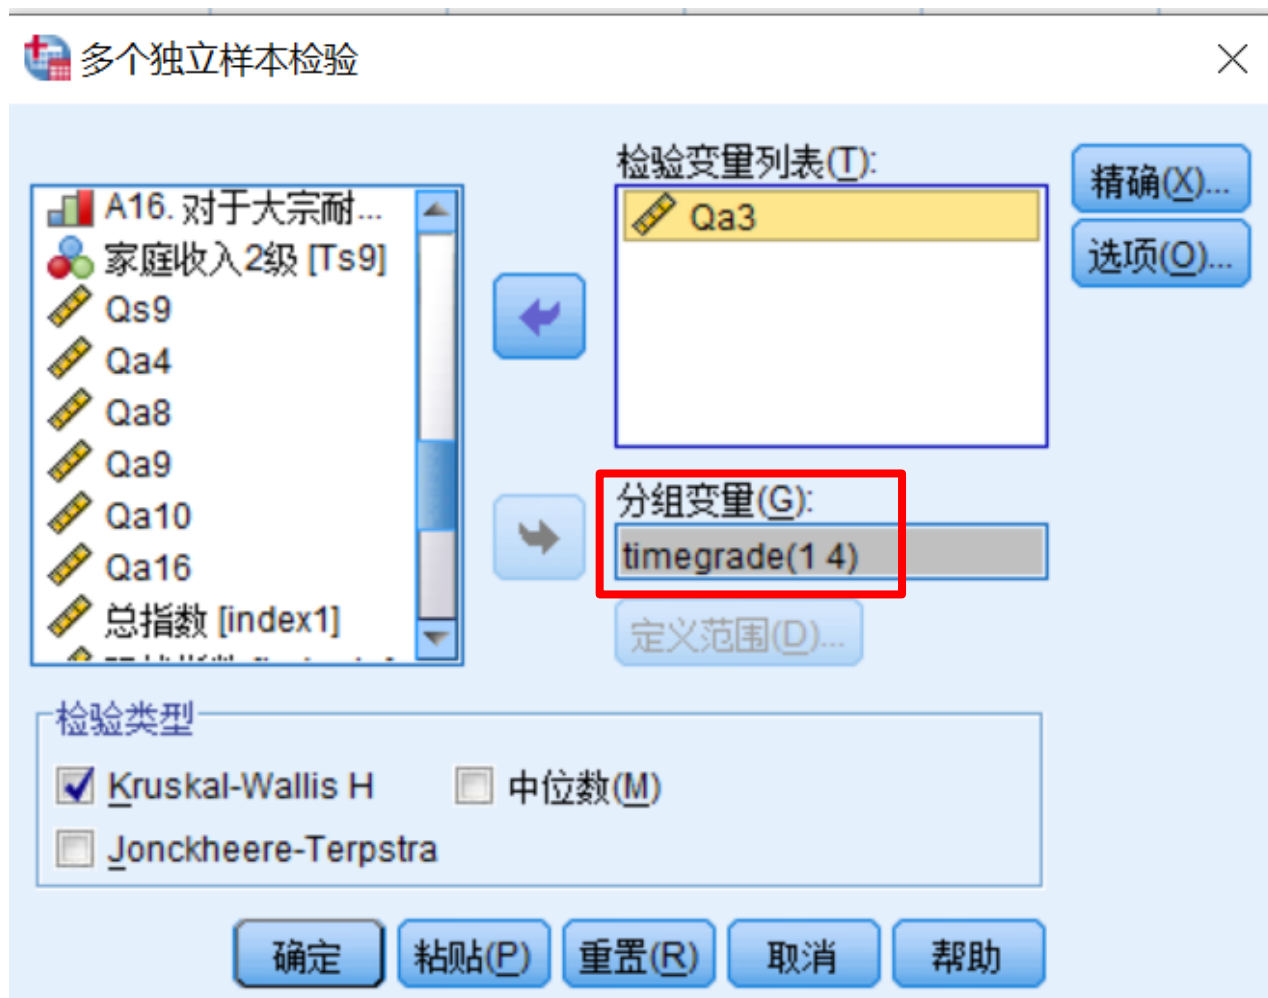 多个独立样本检验
A16. 对于大宗耐...
家庭收入2级 [Ts9]
Qs9
Qa4
Qa8
Qa9
Qa10
Qa16
总指数 [index1]
检验变量列表(T):
Qa3
分组变量(G):
timegrade(1 4)
定义范围(D)...
精确(X)...
选项(O)...
检验类型
Kruskal-Wallis H
中位数(M)
Jonckheere-Terpstra
确定
粘贴(P)
重置(R)
取消
帮助